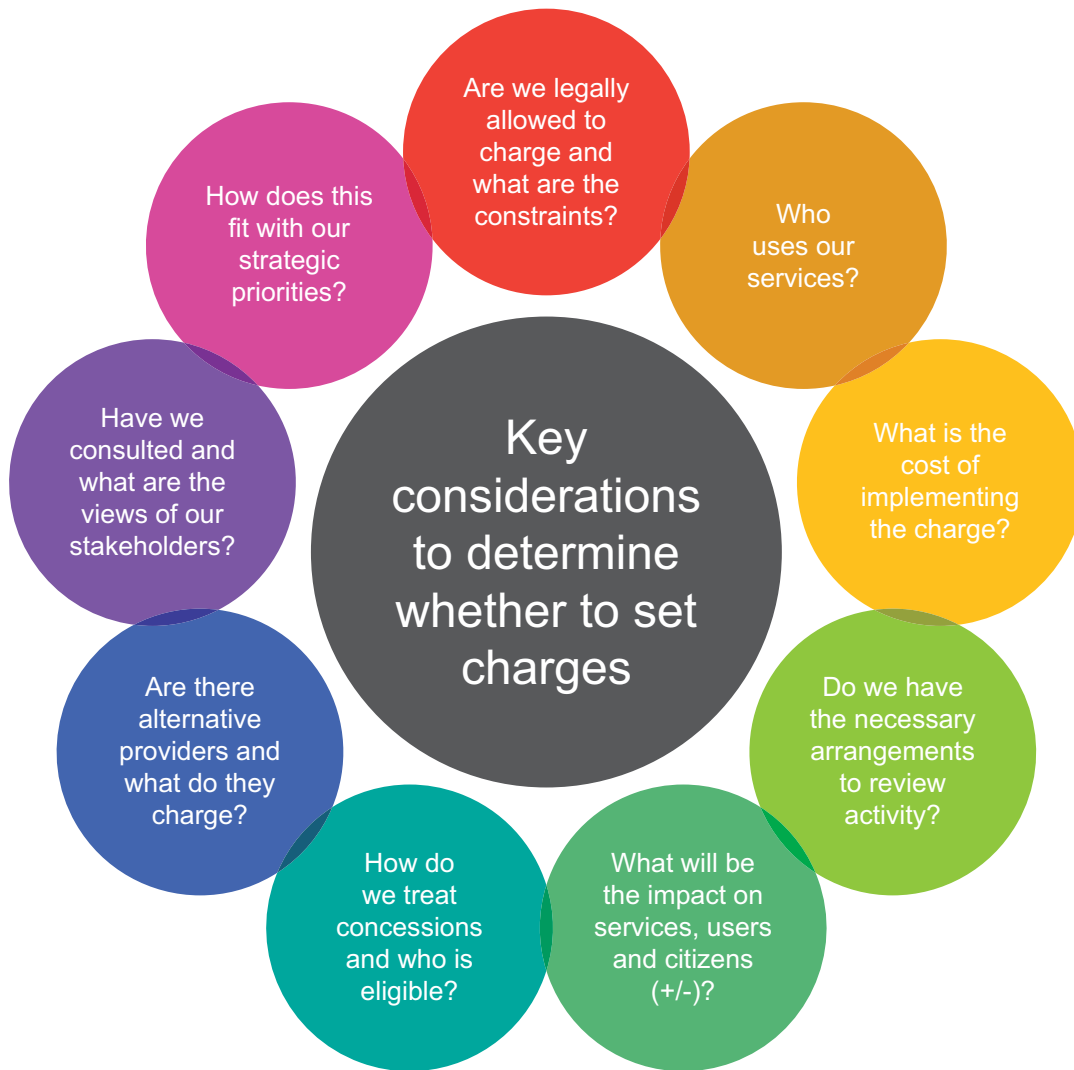 Are we legally
allowed to
charge and
what are the
constraints?
Who
uses our
services?
What is the
cost of
implementing
the charge?
Do we have
the necessary
arrangements
to review
activity?
What will be
the impact on
services, users
and citizens
(+/-)?
How do
we treat
concessions
and who is
eligible?
Are there
alternative
providers and
what do they
charge?
Have we
consulted and
what are the
views of our
stakeholders?
How does this
fit with our
strategic
priorities?
Key
considerations
to determine
whether to set
charges